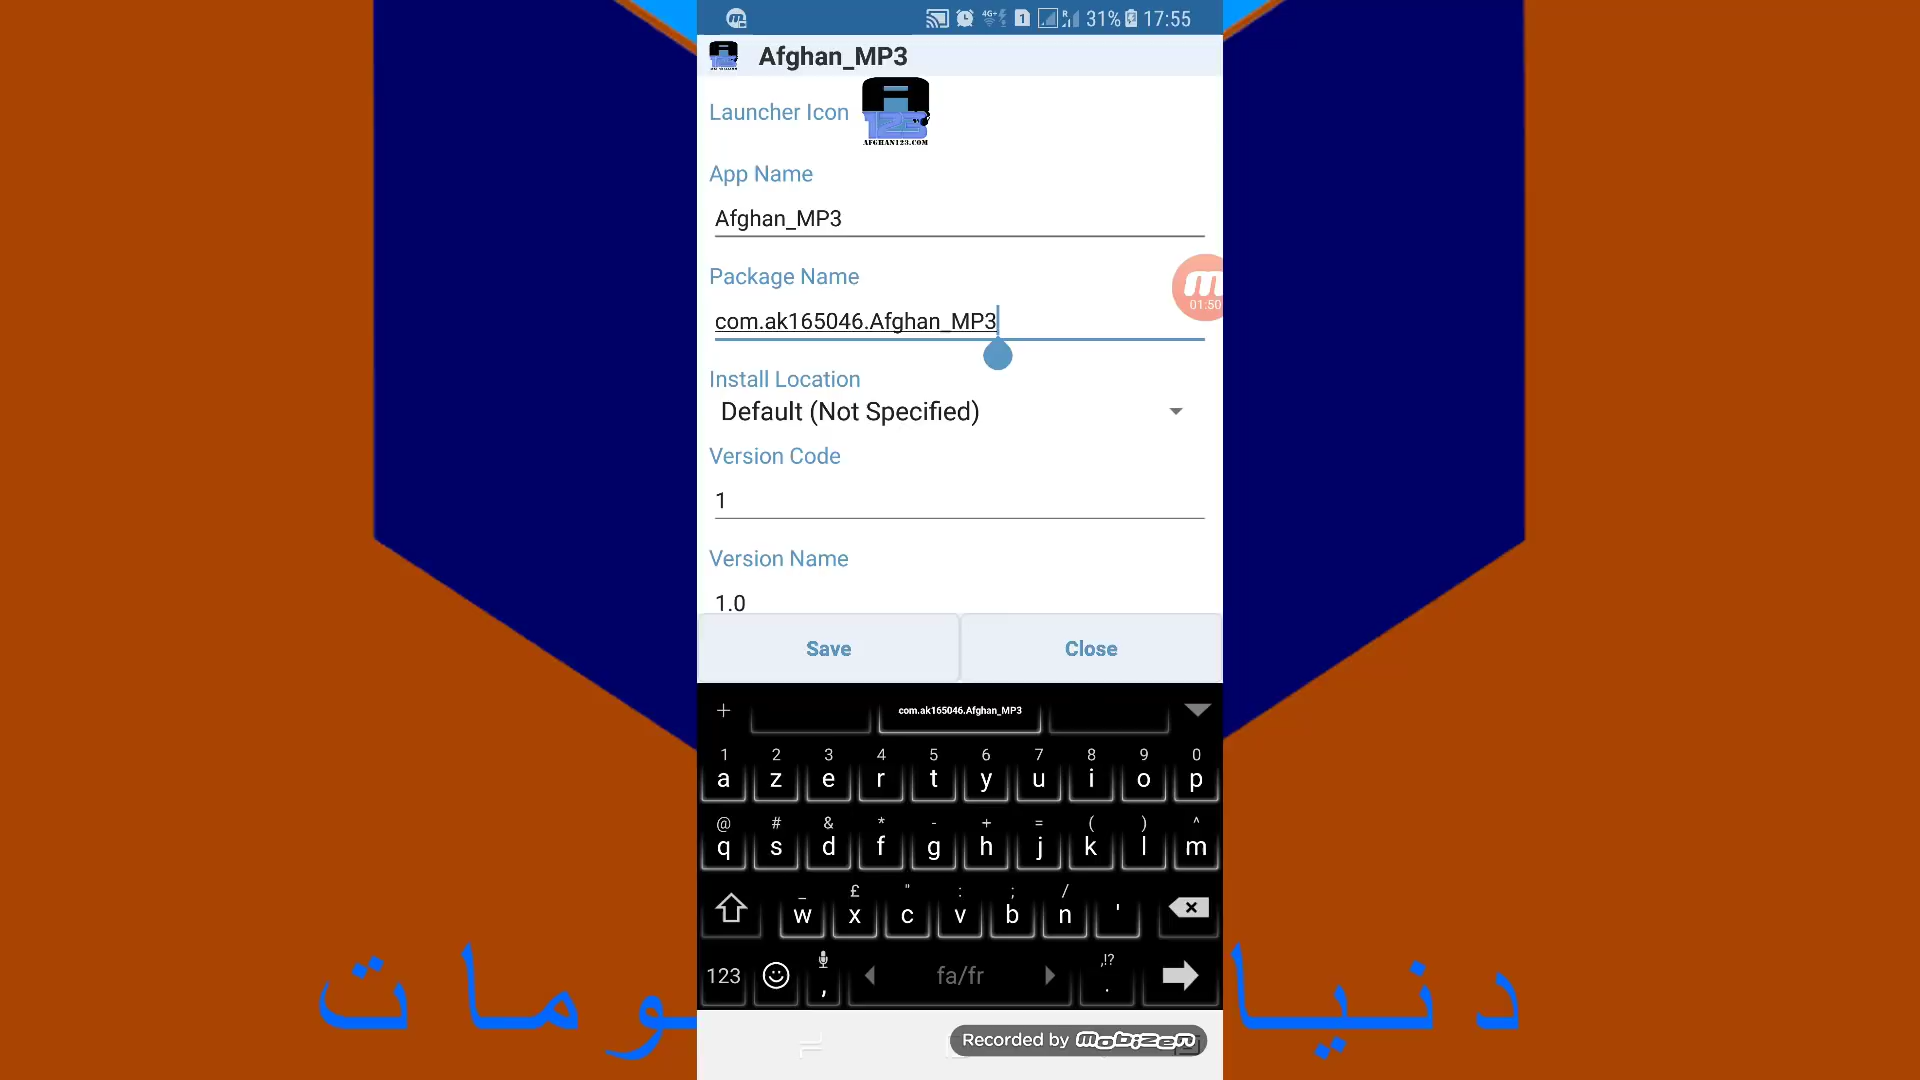 31% 17:55
Afghan_MP3
Launcher Icon
123
AFGHAN123.COM
App Name
Afghan_MP3
Package Name
01:50
com.ak165046.Afghan_MP3
Install Location
Default (Not Specified)
Version Code
1
Version Name
1.0
Save Close
com.ak165046.Afghan_MP3
1 2 3 4 5 6 7 8 9 0
a z e r t y u i o p
@ # & * - + = ( ) ^
q s d f g h j k l m
_ £ " : ; /
w x c v b n '
123 , fa/fr ,!? .
دنیا ومات
Recorded by mobizen